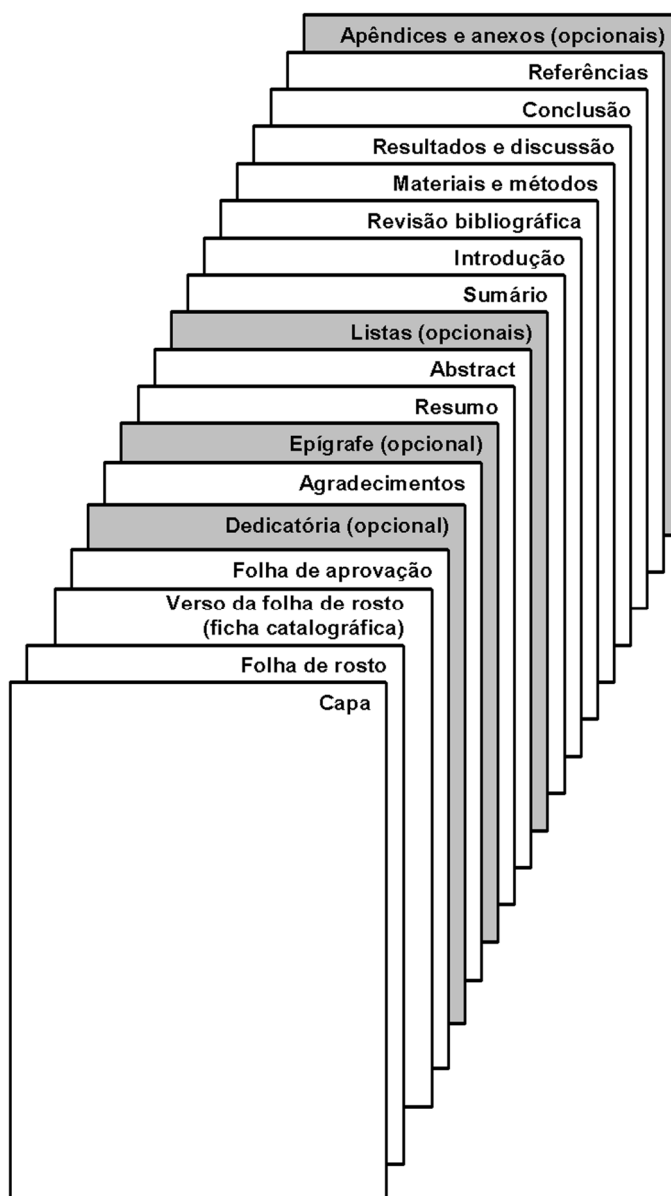 Apêndices e anexos (opcionais)
Referências
Conclusão
Resultados e discussão
Materiais e métodos
Revisão bibliográfica
Introdução
Sumário
Listas (opcionais)
Abstract
Resumo
Epígrafe (opcional)
Agradecimentos
Dedicatória (opcional)
Folha de aprovação
Verso da folha de rosto
(ficha catalográfica)
Folha de rosto
Capa